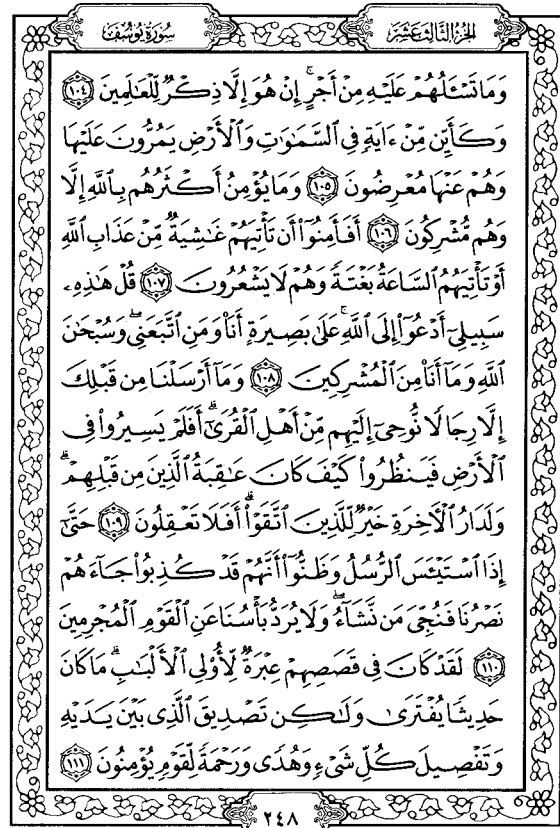 سُورَةُ يُوسُفَ
الجُزْءُ الثَّالِثَ عَشَرَ
وَمَا تَسْـَٔلُهُمْ عَلَيْهِ مِنْ أَجْرٍ ۚ إِنْ هُوَ إِلَّا ذِكْرٌ لِّلْعَٰلَمِينَ ١٠٤
وَكَأَيِّن مِّنْ ءَايَةٍ فِى ٱلسَّمَٰوَٰتِ وَٱلْأَرْضِ يَمُرُّونَ عَلَيْهَا
وَهُمْ عَنْهَا مُعْرِضُونَ ١٠٥ وَمَا يُؤْمِنُ أَكْثَرُهُم بِٱللَّهِ إِلَّا
وَهُم مُّشْرِكُونَ ١٠٦ أَفَأَمِنُوٓا۟ أَن تَأْتِيَهُمْ غَٰشِيَةٌ مِّنْ عَذَابِ ٱللَّهِ
أَوْ تَأْتِيَهُمُ ٱلسَّاعَةُ بَغْتَةً وَهُمْ لَا يَشْعُرُونَ ١٠٧ قُلْ هَٰذِهِۦ
سَبِيلِىٓ أَدْعُوٓا۟ إِلَى ٱللَّهِ ۚ عَلَىٰ بَصِيرَةٍ أَنَا۠ وَمَنِ ٱتَّبَعَنِى ۖ وَسُبْحَٰنَ
ٱللَّهِ وَمَآ أَنَا۠ مِنَ ٱلْمُشْرِكِينَ ١٠٨ وَمَآ أَرْسَلْنَا مِن قَبْلِكَ
إِلَّا رِجَالًا نُّوحِىٓ إِلَيْهِم مِّنْ أَهْلِ ٱلْقُرَىٰٓ ۗ أَفَلَمْ يَسِيرُوا۟ فِى
ٱلْأَرْضِ فَيَنظُرُوا۟ كَيْفَ كَانَ عَٰقِبَةُ ٱلَّذِينَ مِن قَبْلِهِمْ ۗ
وَلَدَارُ ٱلْءَاخِرَةِ خَيْرٌ لِّلَّذِينَ ٱتَّقَوْا۟ ۗ أَفَلَا تَعْقِلُونَ ١٠٩ حَتَّىٰٓ
إِذَا ٱسْتَيْـَٔسَ ٱلرُّسُلُ وَظَنُّوٓا۟ أَنَّهُمْ قَدْ كُذِبُوا۟ جَآءَهُمْ
نَصْرُنَا فَنُجِّىَ مَن نَّشَآءُ ۖ وَلَا يُرَدُّ بَأْسُنَا عَنِ ٱلْقَوْمِ ٱلْمُجْرِمِينَ
١١٠ لَقَدْ كَانَ فِى قَصَصِهِمْ عِبْرَةٌ لِّأُو۟لِى ٱلْأَلْبَٰبِ ۗ مَا كَانَ
حَدِيثًا يُفْتَرَىٰ وَلَٰكِن تَصْدِيقَ ٱلَّذِى بَيْنَ يَدَيْهِ
وَتَفْصِيلَ كُلِّ شَىْءٍ وَهُدًى وَرَحْمَةً لِّقَوْمٍ يُؤْمِنُونَ ١١١
٢٤٨